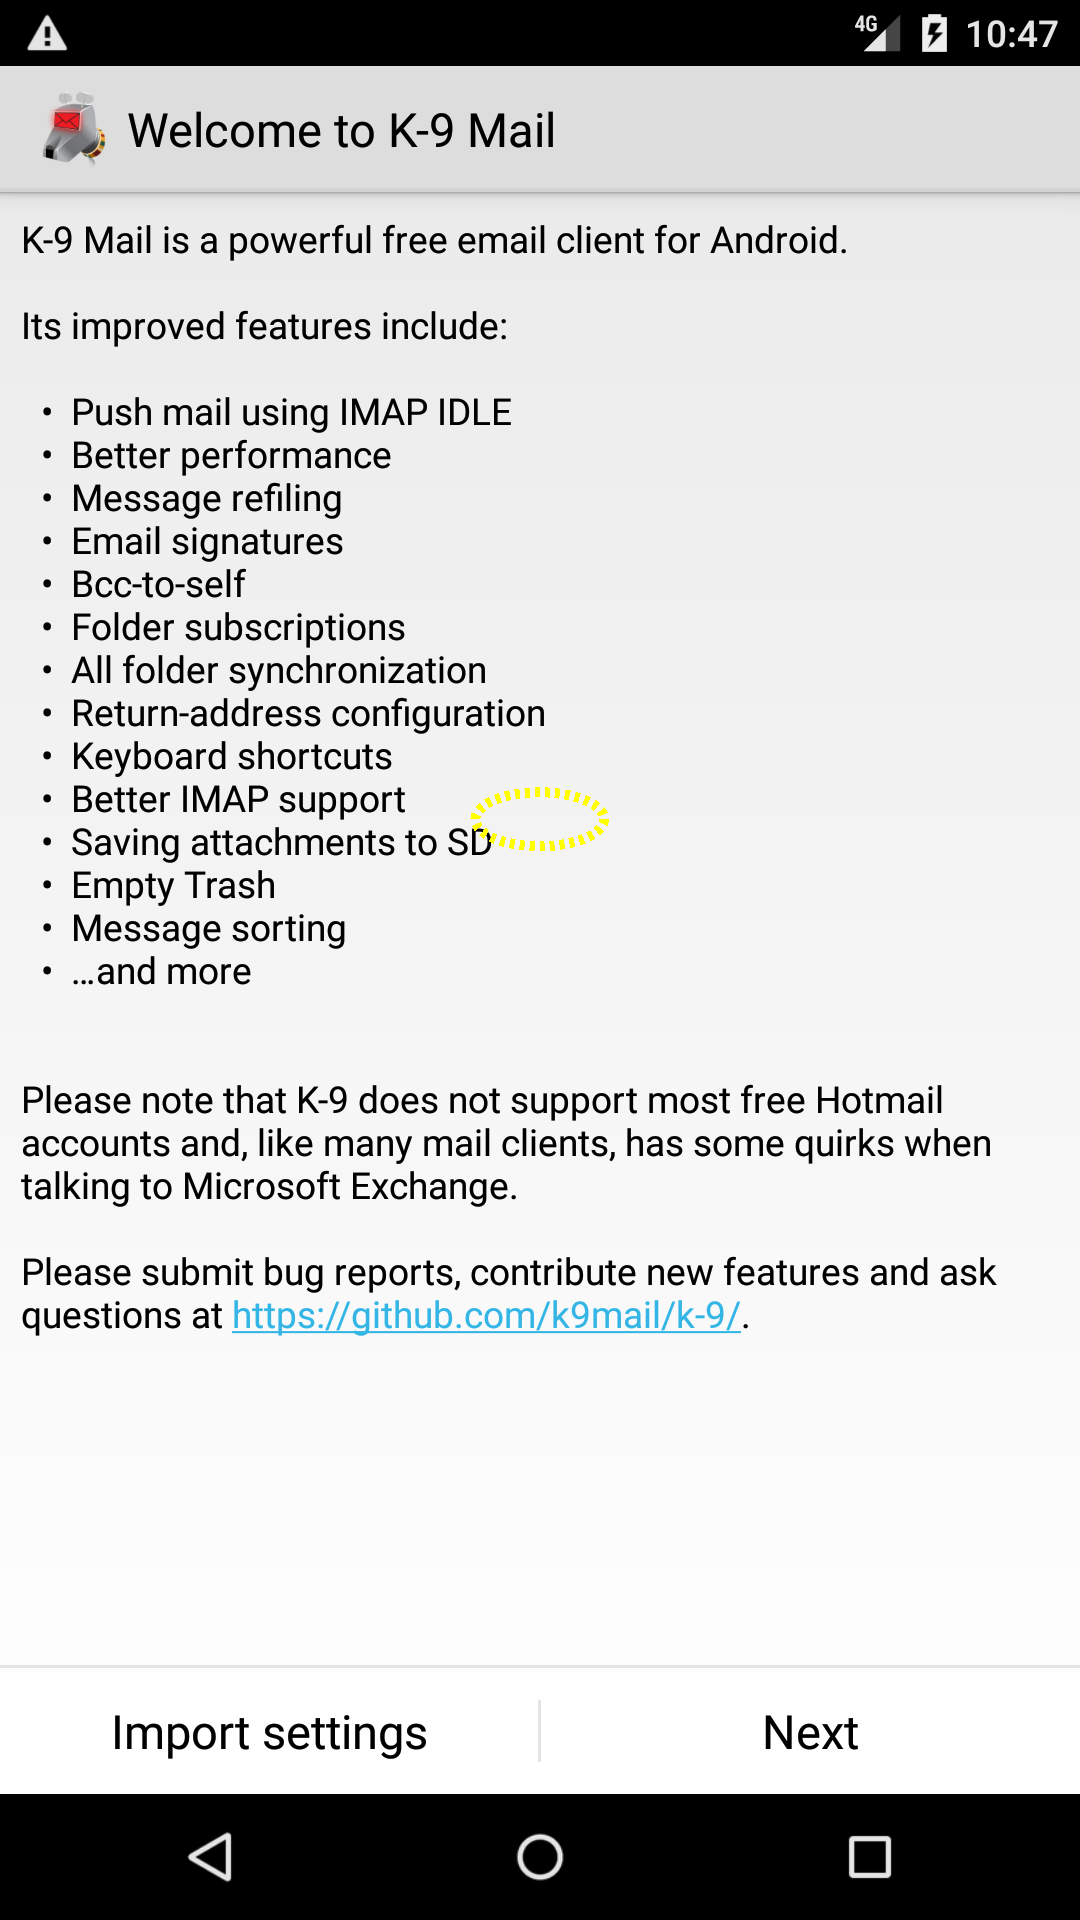 4G 10:47
Welcome to K-9 Mail
K-9 Mail is a powerful free email client for Android.
Its improved features include:
• Push mail using IMAP IDLE
• Better performance
• Message refiling
• Email signatures
• Bcc-to-self
• Folder subscriptions
• All folder synchronization
• Return-address configuration
• Keyboard shortcuts
• Better IMAP support
• Saving attachments to SD
• Empty Trash
• Message sorting
• …and more
Please note that K-9 does not support most free Hotmail
accounts and, like many mail clients, has some quirks when
talking to Microsoft Exchange.
Please submit bug reports, contribute new features and ask
questions at https://github.com/k9mail/k-9/.
Import settings Next